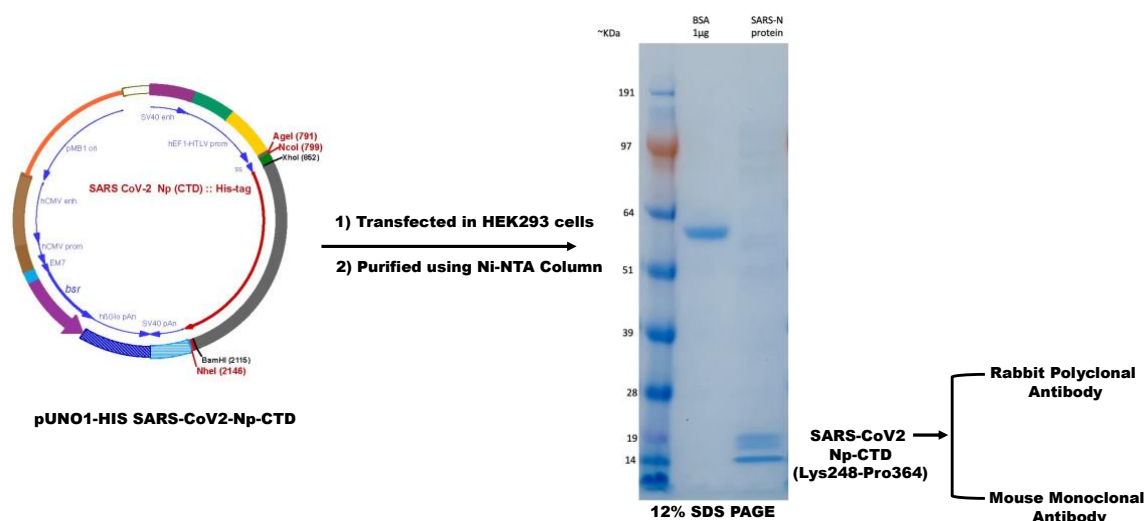 SV40 enh
hEF1-HTLV prom
AgeI (791)
NcoI (799)
XhoI (852)
ss
pMB1 ori
SARS CoV-2 Np (CTD) :: His-tag
hCMV enh
hCMV prom
EM7
bsr
hβGlo pAn
SV40 pAn
BamHI (2115)
NheI (2146)
pUNO1-HIS SARS-CoV2-Np-CTD
1) Transfected in HEK293 cells
2) Purified using Ni-NTA Column
~KDa
BSA
1µg
SARS-N
protein
191
97
64
51
39
28
19
14
12% SDS PAGE
SARS-CoV2
Np-CTD
(Lys248-Pro364)
Rabbit Polyclonal
Antibody
Mouse Monoclonal
Antibody